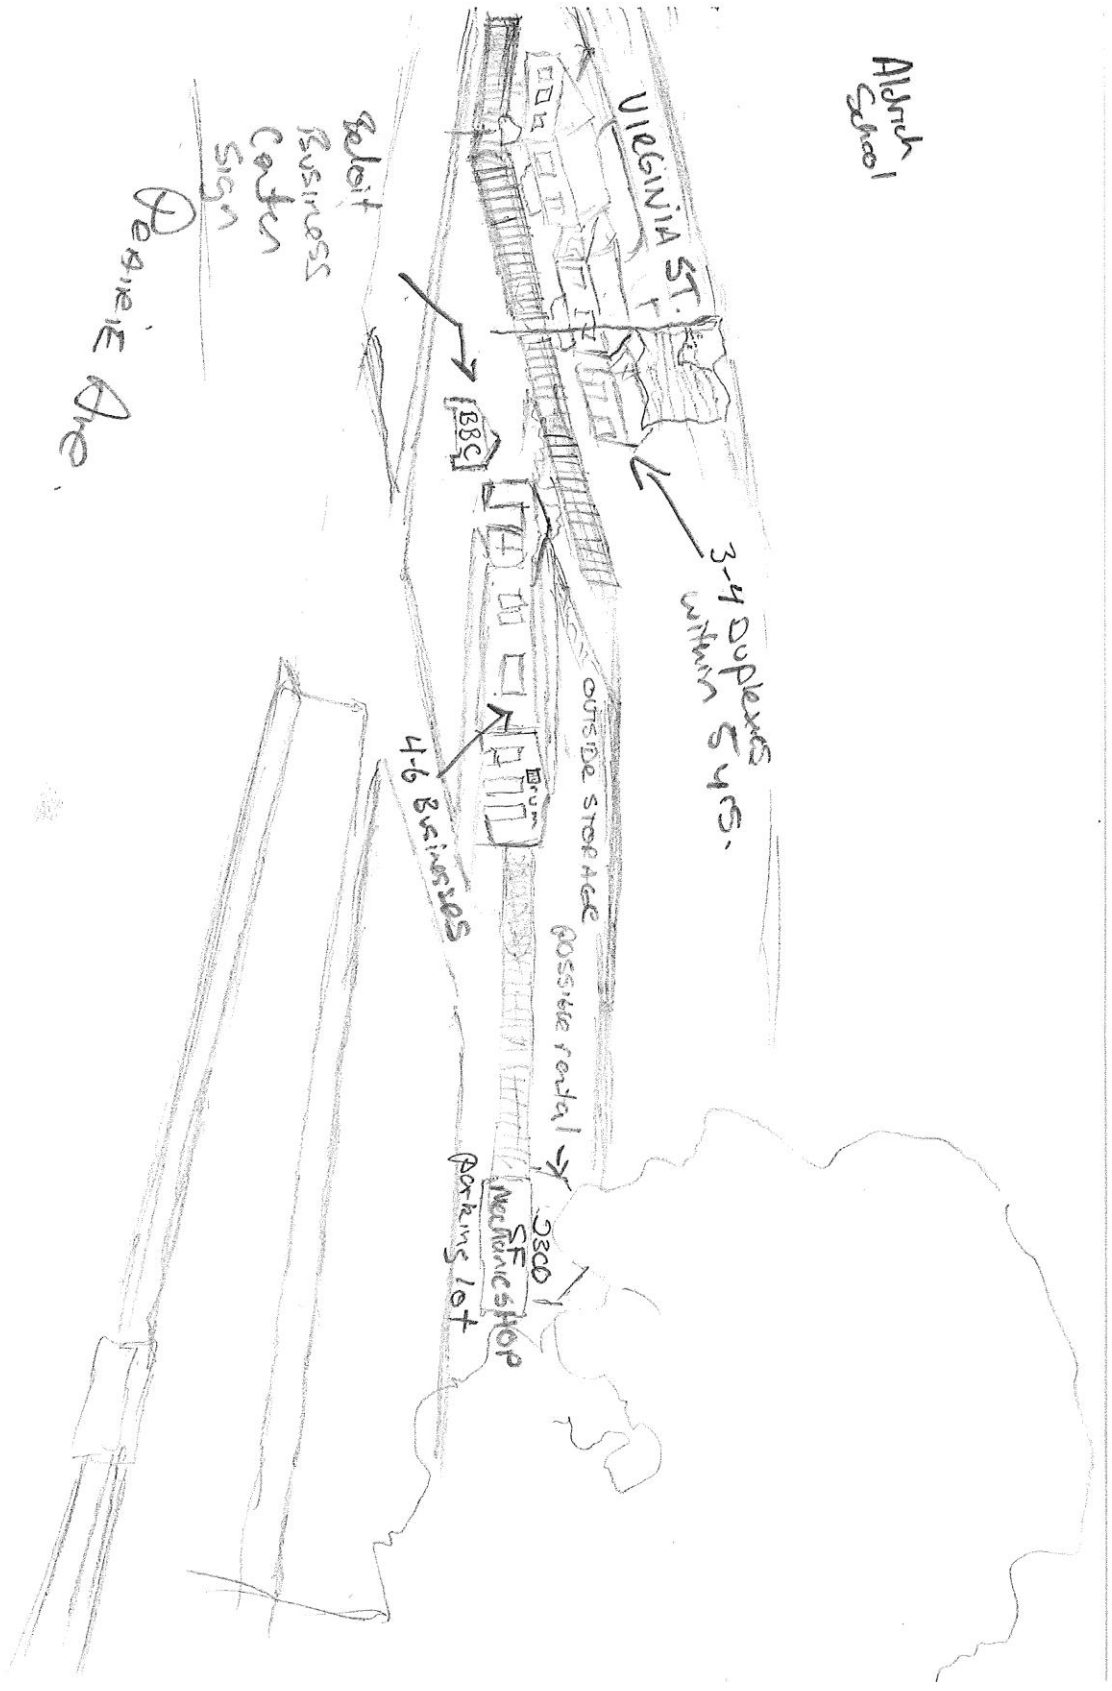 Aldrich
School
VIRGINIA ST.
3-4 Duplexes
within 5 yrs.
Beloit
Business
Center
Sign
PRAIRIE Ave.
BBC
OUTSIDE STORAGE
Drum
4-6 Businesses
possible rental
SF
Mechanic SHOP
parking lot